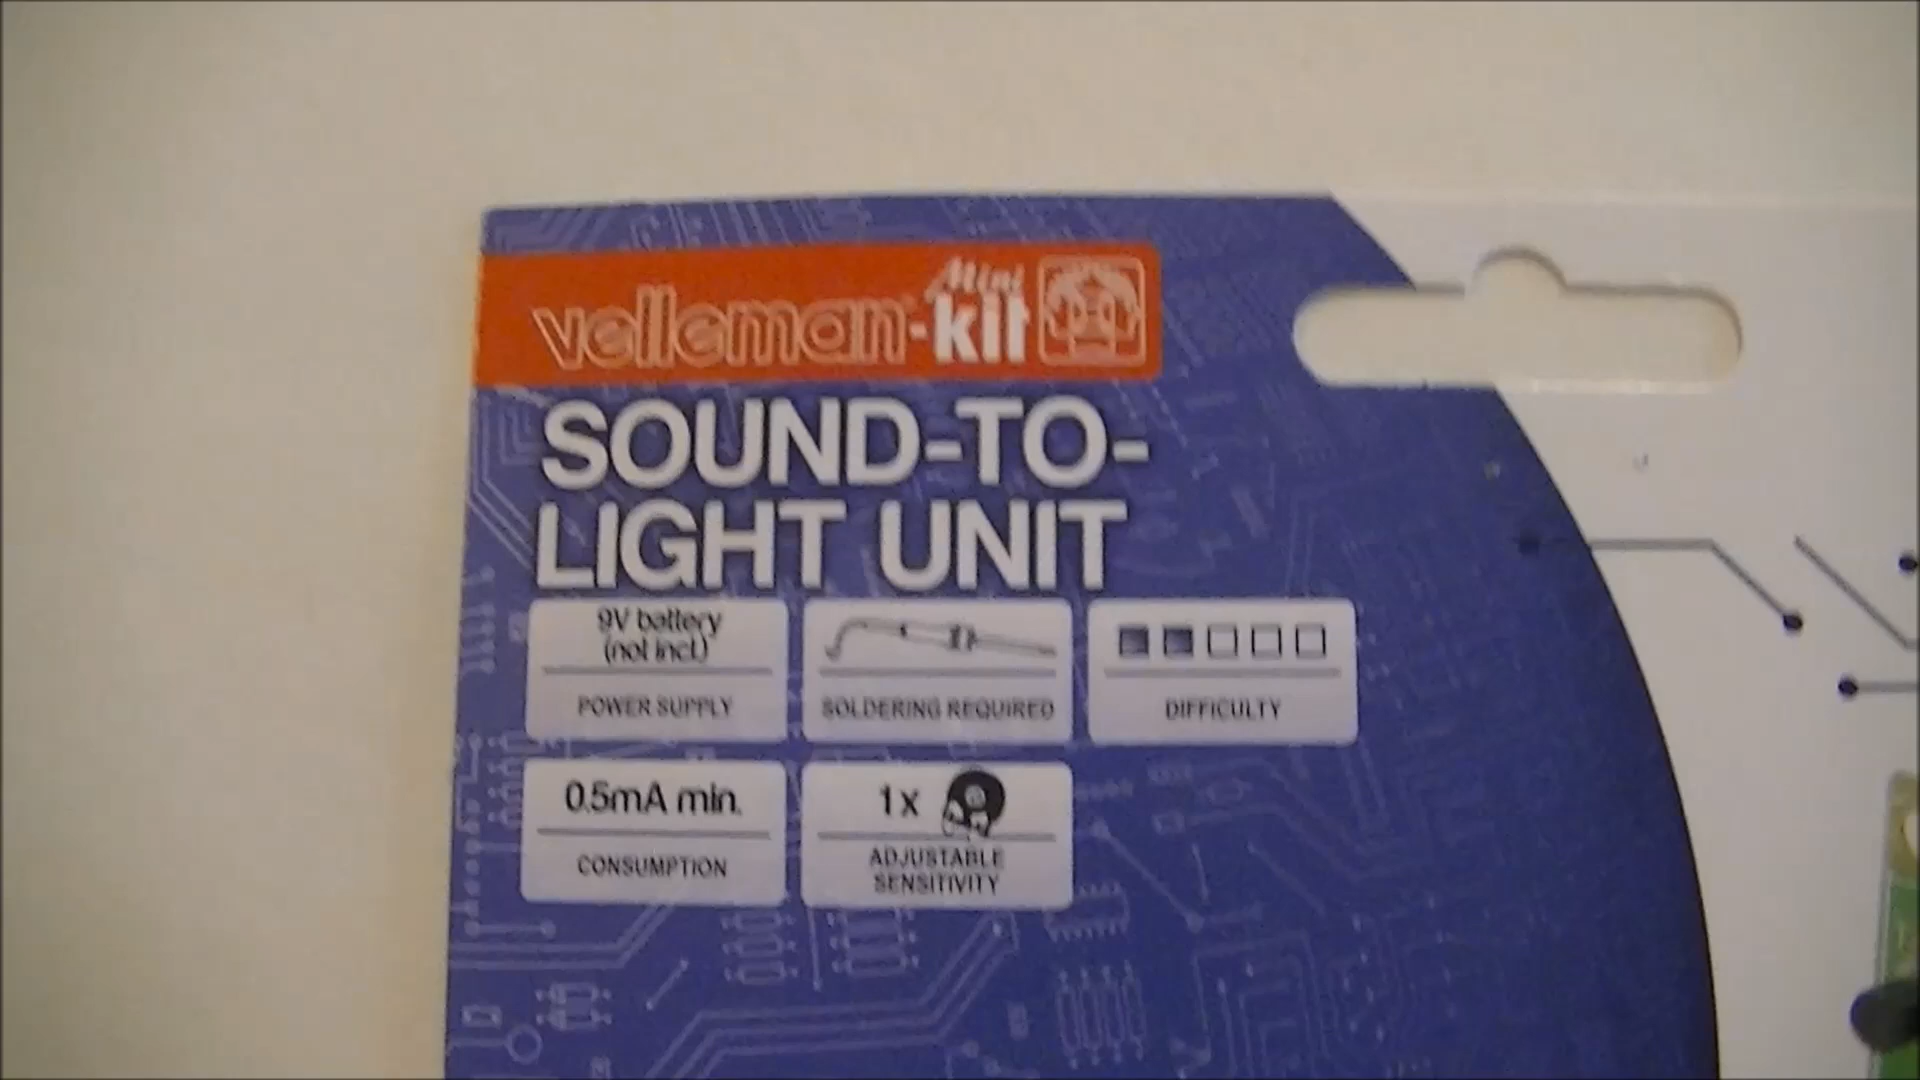 velleman-kit
Mini
SOUND-TO-
LIGHT UNIT
9V battery
(not incl.)
POWER SUPPLY
SOLDERING REQUIRED
DIFFICULTY
0.5mA min.
CONSUMPTION
1x
ADJUSTABLE
SENSITIVITY